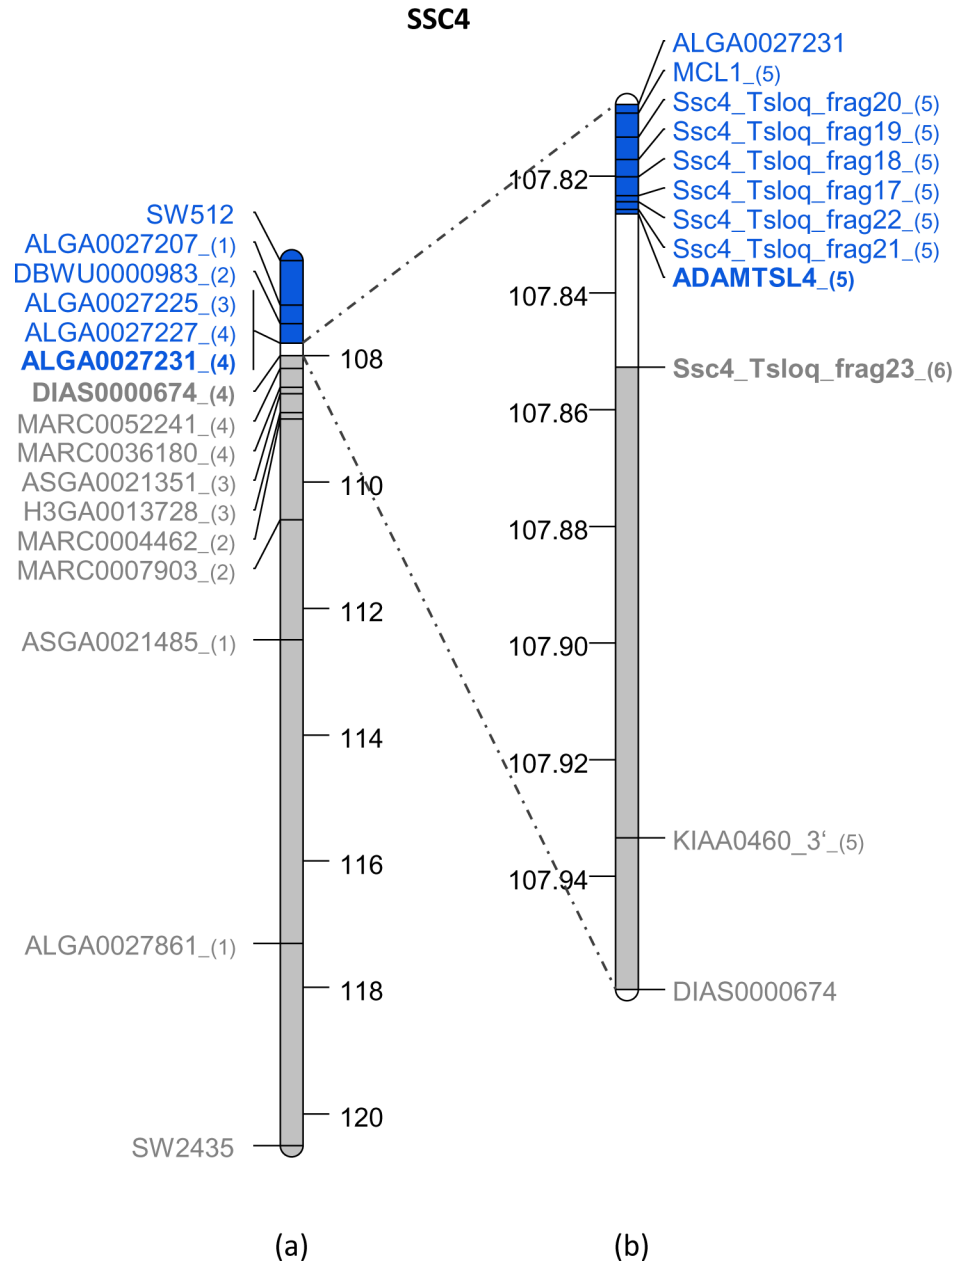 SSC4
SW512
ALGA0027207_(1)
DBWU0000983_(2)
ALGA0027225_(3)
ALGA0027227_(4)
ALGA0027231_(4)
DIAS0000674_(4)
MARC0052241_(4)
MARC0036180_(4)
ASGA0021351_(3)
H3GA0013728_(3)
MARC0004462_(2)
MARC0007903_(2)
ASGA0021485_(1)
ALGA0027861_(1)
SW2435
108
110
112
114
116
118
120
(a)
107.82
107.84
107.86
107.88
107.90
107.92
107.94
ALGA0027231
MCL1_(5)
Ssc4_Tsloq_frag20_(5)
Ssc4_Tsloq_frag19_(5)
Ssc4_Tsloq_frag18_(5)
Ssc4_Tsloq_frag17_(5)
Ssc4_Tsloq_frag22_(5)
Ssc4_Tsloq_frag21_(5)
ADAMTSL4_(5)
Ssc4_Tsloq_frag23_(6)
KIAA0460_3‘_(5)
DIAS0000674
(b)